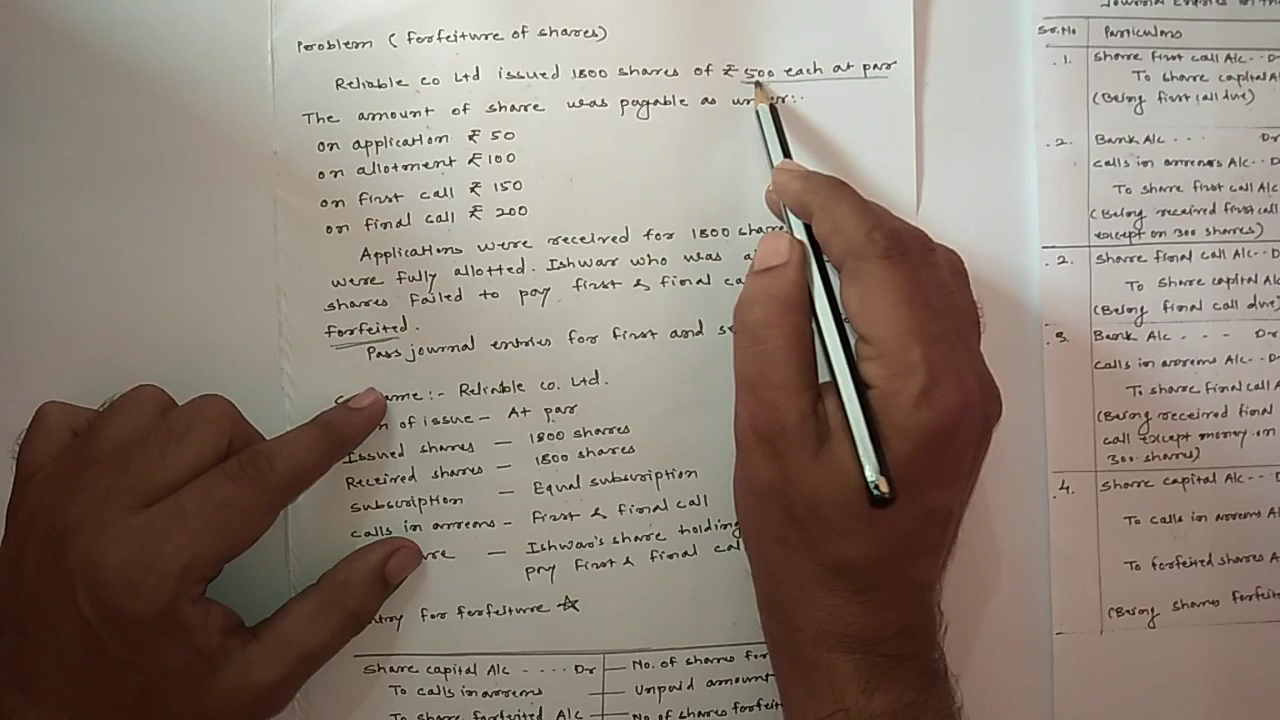 Problem (forfeiture of shares)
Reliable co Ltd issued 1800 shares of ₹ 500 each at par
The amount of share was payable as
on application ₹ 50
on allotment ₹ 100
on first call ₹ 150
on final call ₹ 200
Applications were received for 1800
were fully allotted. Ishwar who was
shares failed to pay first & final
forfeited.
Pass journal entries for first and
:- Reliable co. Ltd.
of issue - At par
Issued shares - 1800 shares
Received shares - 1800 shares
subscription - Equal subscription
calls in arrears - First & final call
- Ishwar's share holding
pay first & final
for forfeiture ☆
Share capital A/c - - - - Dr
To calls in arrears
To share forfeited A/c
No. of shares
Unpaid amount
No. of shares
Sr.No Particulars
1. Share first call A/c - - D
To share capital A
(Being first call due)
2. Bank A/c . . . Dr
calls in arrears A/c - - D
To share first call A/c
(Being received first call
except on 300 shares)
2. Share final call A/c - - D
To share capital A/c
(Being final call due)
3. Bank A/c - - - Dr
calls in arrears A/c - - D
To share final call A
(Being received final
call except money on
300 shares)
4. Share capital A/c - - D
To calls in arrears A
To forfeited shares A
(Being shares